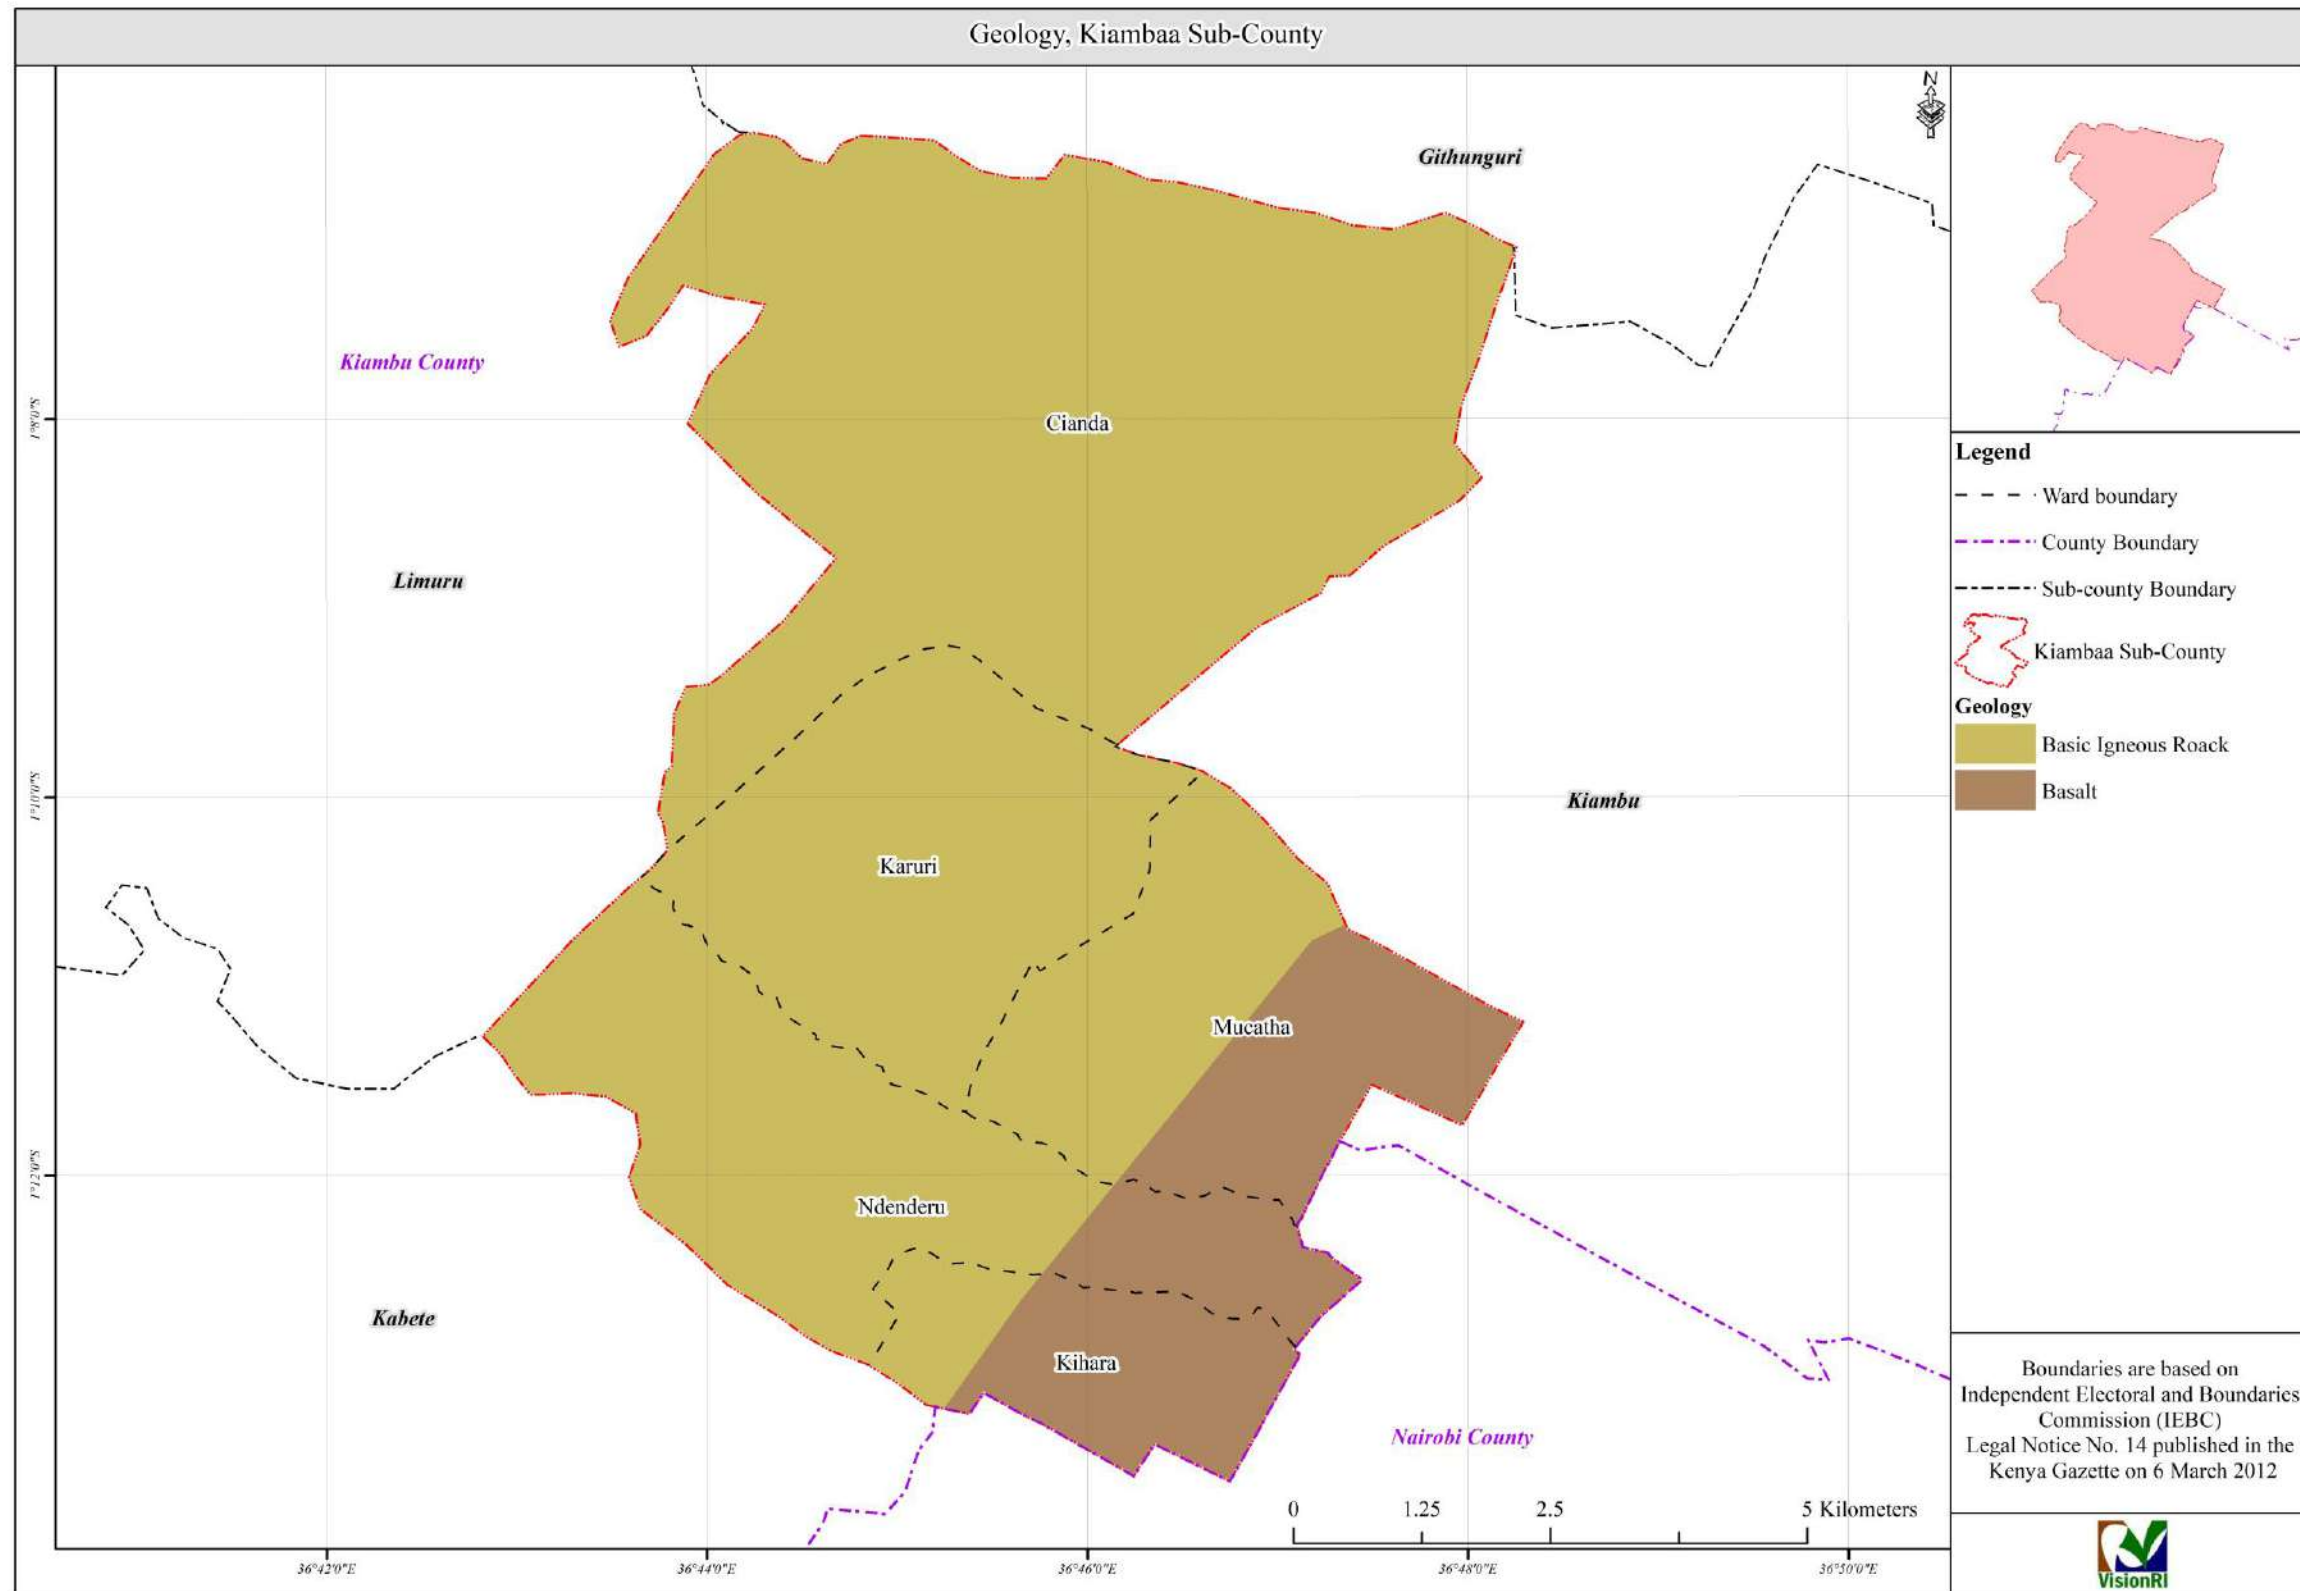 Geology, Kiambaa Sub-County
N
Githunguri
Kiambu County
Cianda
Limuru
Kiambu
Karuri
Mucatha
Ndenderu
Kabete
Kihara
Nairobi County
1°8'0"S
1°10'0"S
1°12'0"S
0 1.25 2.5 5 Kilometers
36°42'0"E 36°44'0"E 36°46'0"E 36°48'0"E 36°50'0"E
Legend
Ward boundary
County Boundary
Sub-county Boundary
Kiambaa Sub-County
Geology
Basic Igneous Roack
Basalt
Boundaries are based on
Independent Electoral and Boundaries
Commission (IEBC)
Legal Notice No. 14 published in the
Kenya Gazette on 6 March 2012
VisionRI